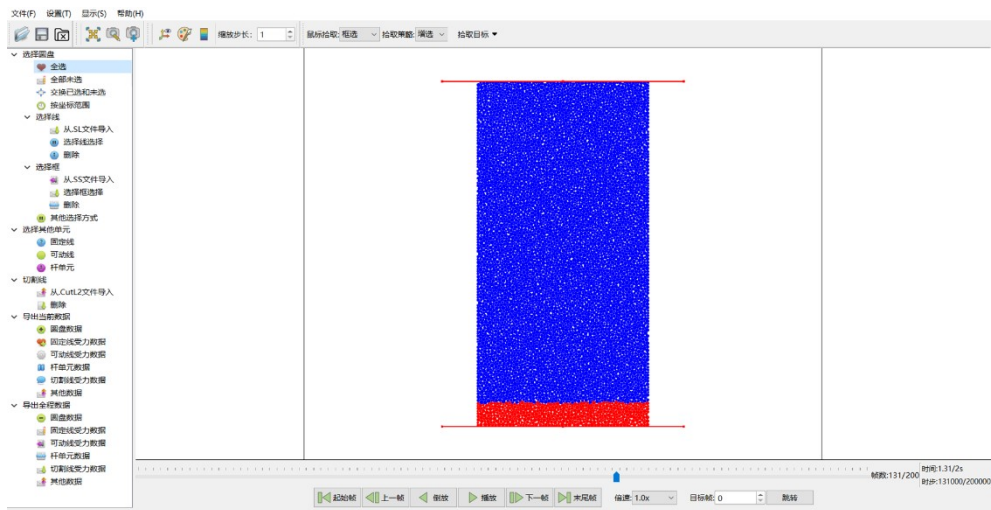 文件(F) 设置(T) 显示(S) 帮助(H)
缩放步长: 1 鼠标拾取: 框选 拾取策略: 增选 拾取目标
选择圆盘
全选
全部未选
交换已选和未选
按坐标范围
选择线
从.SL文件导入
选择线选择
删除
选择框
从.SS文件导入
选择框选择
删除
其他选择方式
选择其他单元
固定线
可动线
杆单元
切割线
从.CutL2文件导入
删除
导出当前数据
圆盘数据
固定线受力数据
可动线受力数据
杆单元数据
切割线受力数据
其他数据
导出全程数据
圆盘数据
固定线受力数据
可动线受力数据
杆单元数据
切割线受力数据
其他数据
帧数:131/200
时间:1.31/2s
时步:131000/200000
起始帧 上一帧 倒放 播放 下一帧 末尾帧 倍速: 1.0x 目标帧: 0 跳转